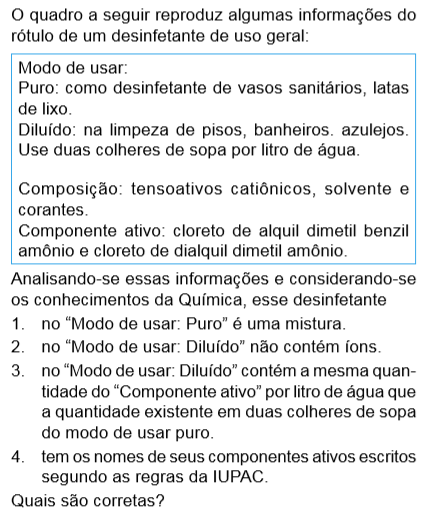 O quadro a seguir reproduz algumas informações do
rótulo de um desinfetante de uso geral:
Modo de usar:
Puro: como desinfetante de vasos sanitários, latas
de lixo.
Diluído: na limpeza de pisos, banheiros. azulejos.
Use duas colheres de sopa por litro de água.
Composição: tensoativos catiônicos, solvente e
corantes.
Componente ativo: cloreto de alquil dimetil benzil
amônio e cloreto de dialquil dimetil amônio.
Analisando-se essas informações e considerando-se
os conhecimentos da Química, esse desinfetante
1. no “Modo de usar: Puro” é uma mistura.
2. no “Modo de usar: Diluído” não contém íons.
3. no “Modo de usar: Diluído” contém a mesma quan-
tidade do “Componente ativo” por litro de água que
a quantidade existente em duas colheres de sopa
do modo de usar puro.
4. tem os nomes de seus componentes ativos escritos
segundo as regras da IUPAC.
Quais são corretas?